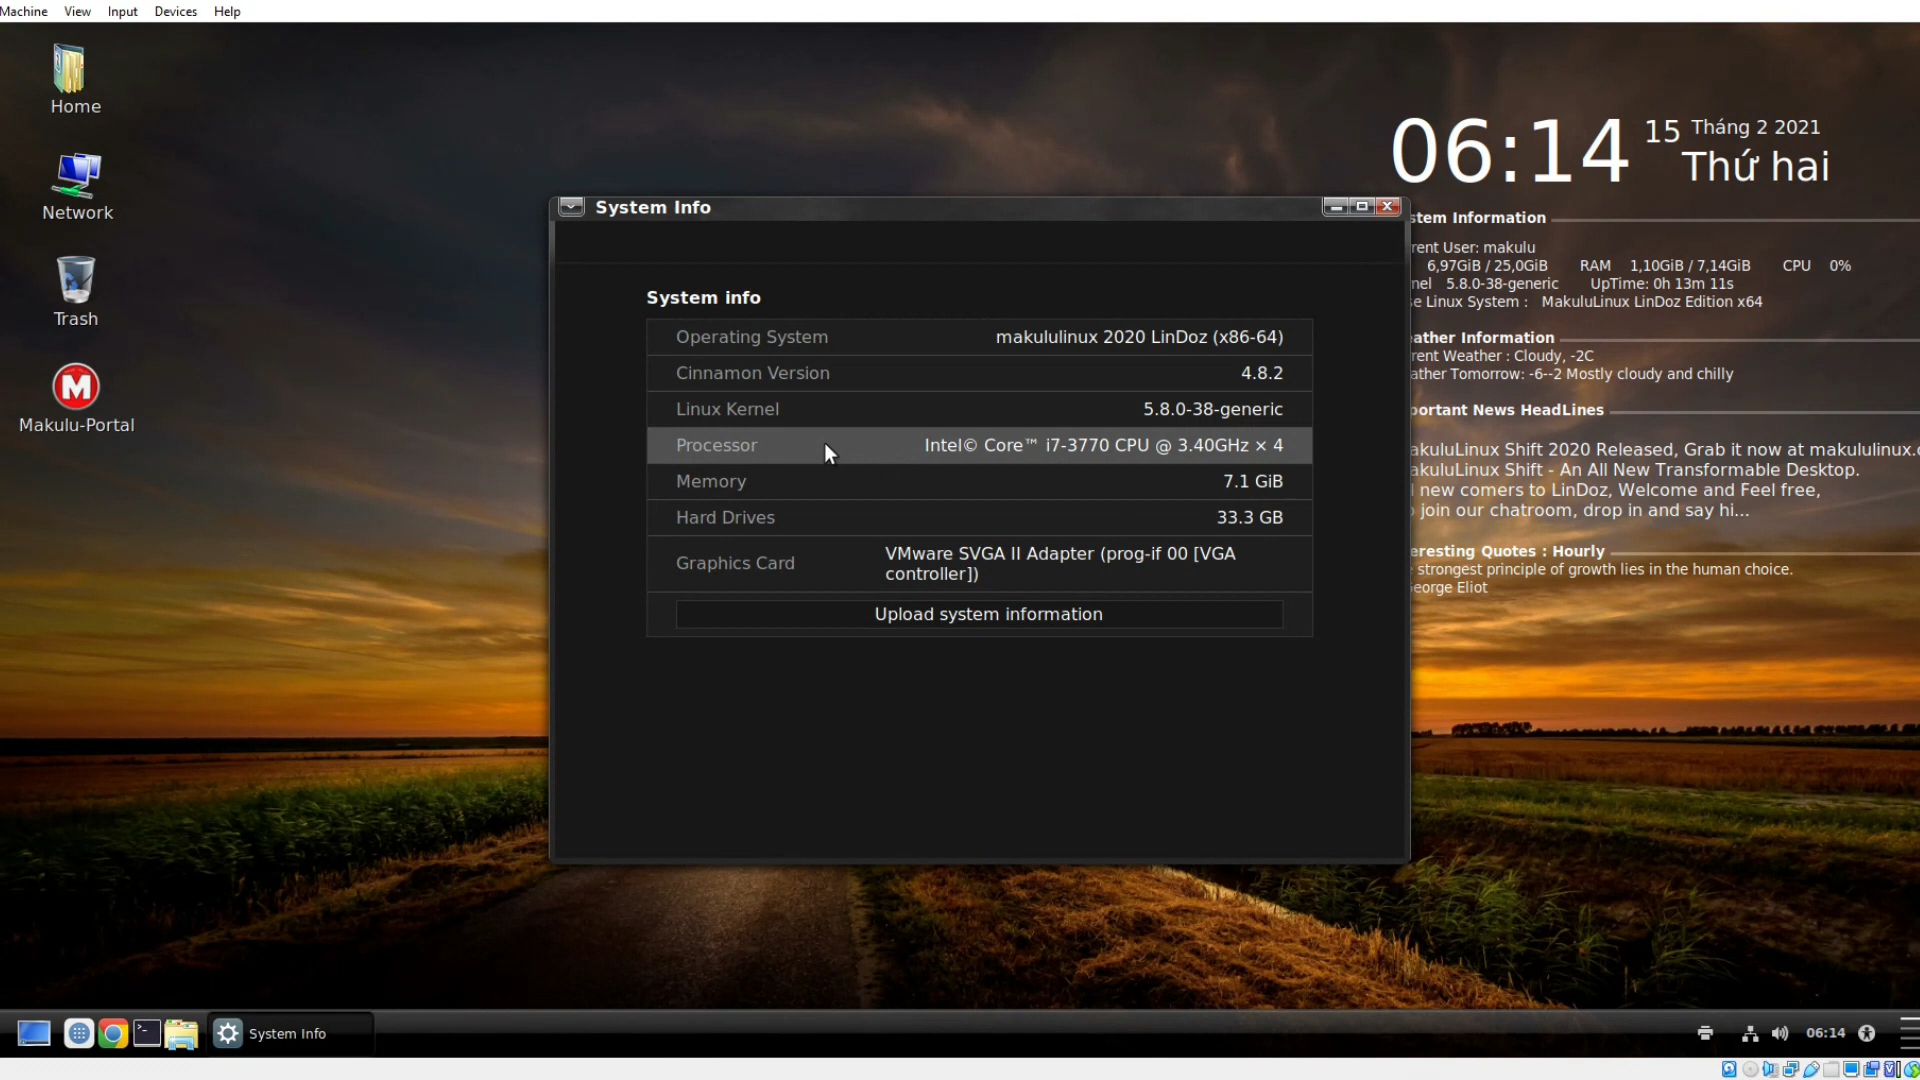 Machine View Input Devices Help
Home
Network
Trash
Makulu-Portal
06:14 15 Tháng 2 2021
Thứ hai
System Info
System info
Operating System makululinux 2020 LinDoz (x86-64)
Cinnamon Version 4.8.2
Linux Kernel 5.8.0-38-generic
Processor Intel© Core™ i7-3770 CPU @ 3.40GHz × 4
Memory 7.1 GiB
Hard Drives 33.3 GB
Graphics Card VMware SVGA II Adapter (prog-if 00 [VGA
controller])
Upload system information
stem Information
rent User: makulu
6,97GiB / 25,0GiB RAM 1,10GiB / 7,14GiB CPU 0%
nel 5.8.0-38-generic UpTime: 0h 13m 11s
se Linux System : MakuluLinux LinDoz Edition x64
ather Information
rent Weather : Cloudy, -2C
ather Tomorrow: -6--2 Mostly cloudy and chilly
portant News HeadLines
akuluLinux Shift 2020 Released, Grab it now at makululinux.c
akuluLinux Shift - An All New Transformable Desktop.
l new comers to LinDoz, Welcome and Feel free,
join our chatroom, drop in and say hi...
eresting Quotes : Hourly
strongest principle of growth lies in the human choice.
eorge Eliot
System Info
06:14